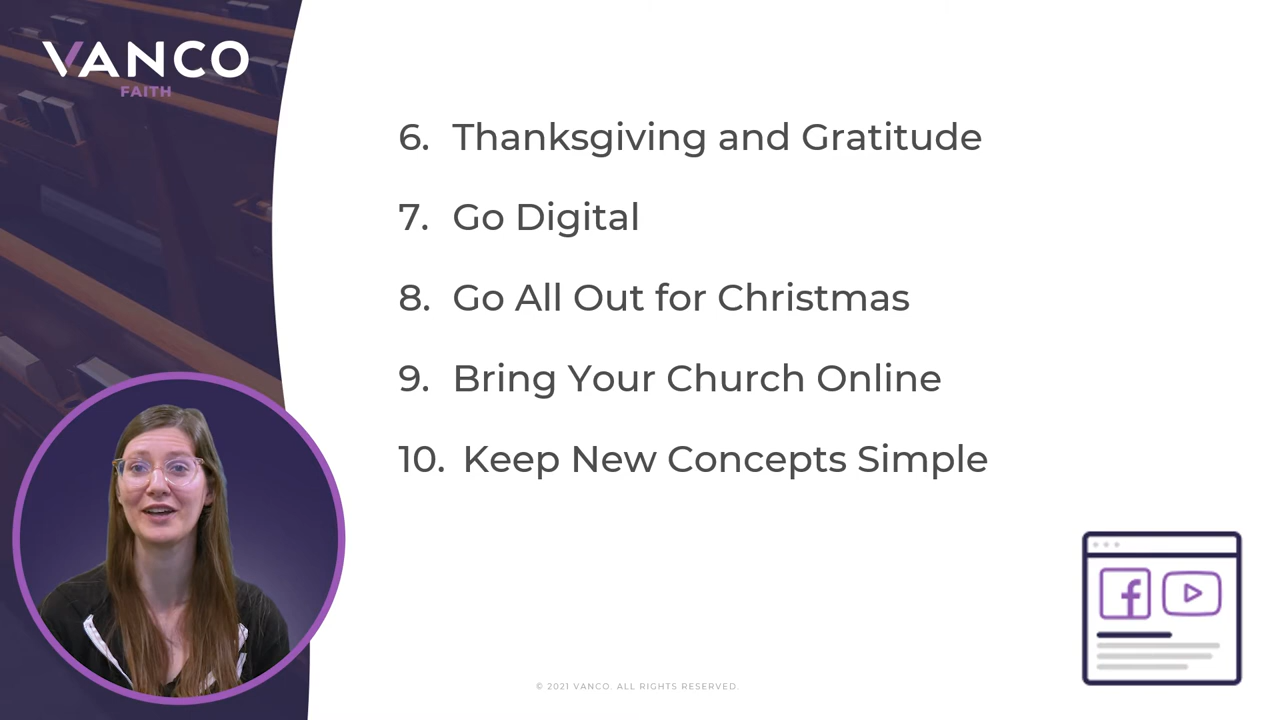 VANCO
FAITH
6. Thanksgiving and Gratitude
7. Go Digital
8. Go All Out for Christmas
9. Bring Your Church Online
10. Keep New Concepts Simple
© 2021 VANCO. ALL RIGHTS RESERVED.